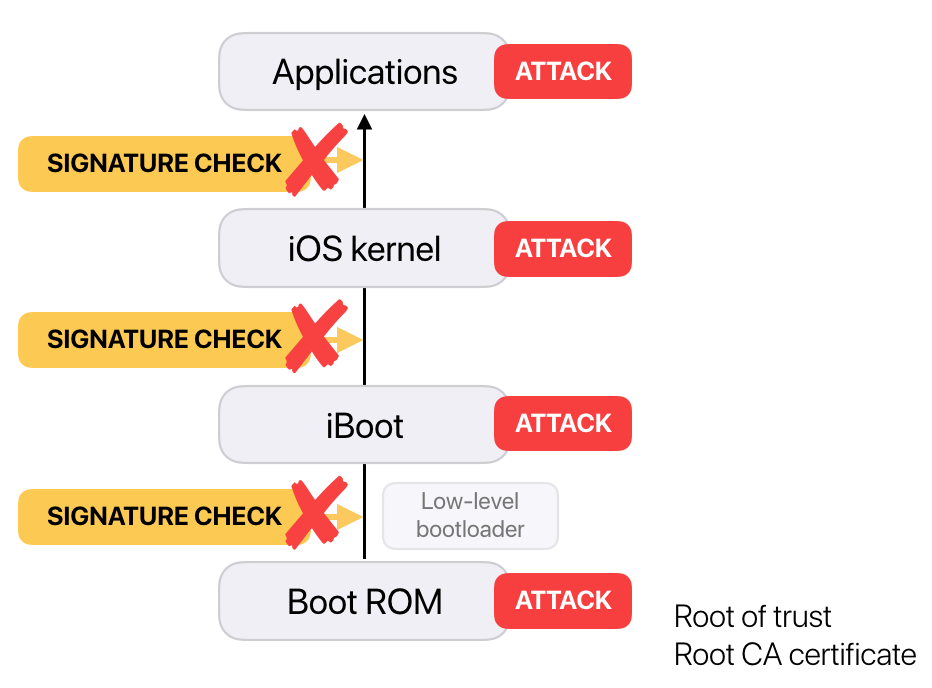 Applications
ATTACK
SIGNATURE CHECK
iOS kernel
ATTACK
SIGNATURE CHECK
iBoot
ATTACK
SIGNATURE CHECK
Low-level
bootloader
Boot ROM
ATTACK
Root of trust
Root CA certificate